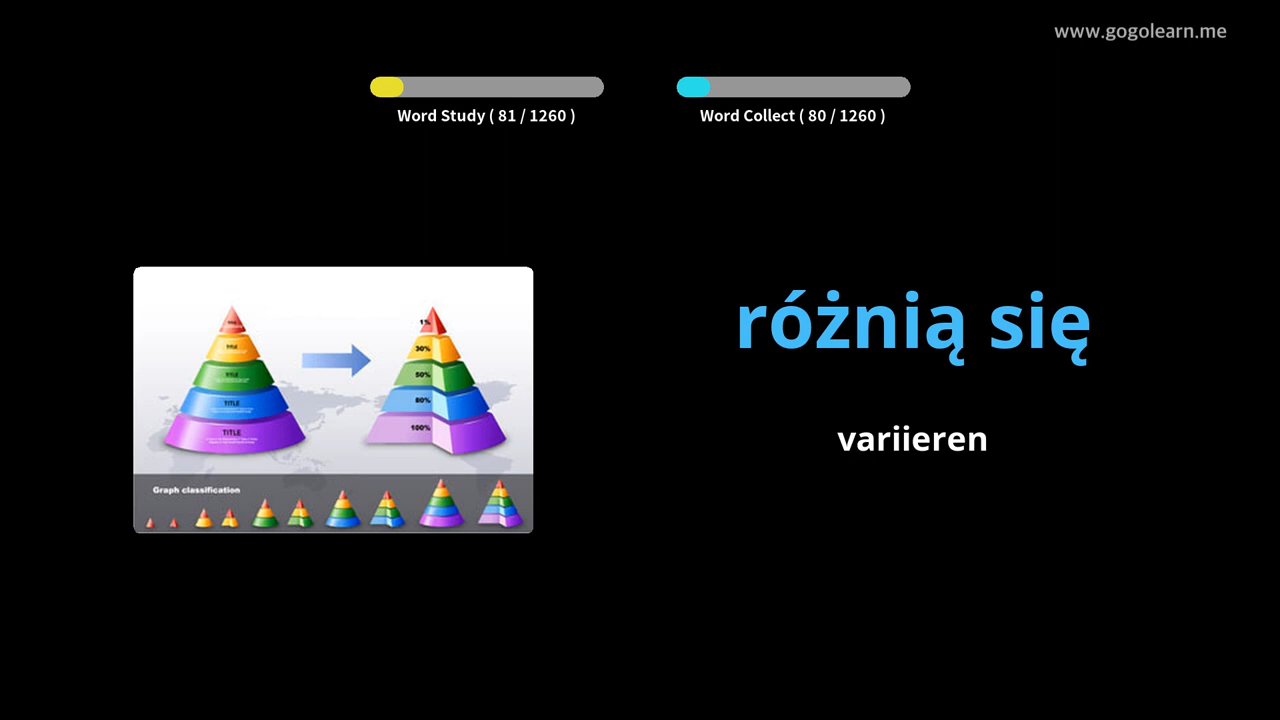 www.gogolearn.me
Word Study ( 81 / 1260 )
Word Collect ( 80 / 1260 )
różnią się
variieren
TITLE
TITLE
TITLE
TITLE
1%
30%
50%
80%
100%
Graph classification